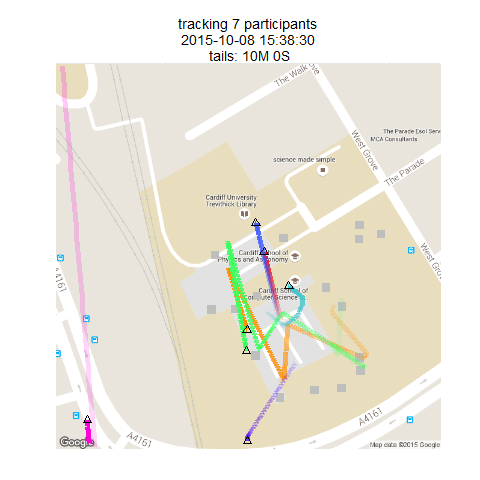 tracking 7 participants
2015-10-08 15:38:30
tails: 10M 0S
The Walk
West Grove
The Parade Esol Serv
MCA Consultants
science made simple
The Parade
Cardiff University
Trevithick Library
West Grove
Cardiff School of
Physics and Astronomy
A4161
Cardiff School of
Computer Science
A4161
A4161
Google
Map data ©2015 Google